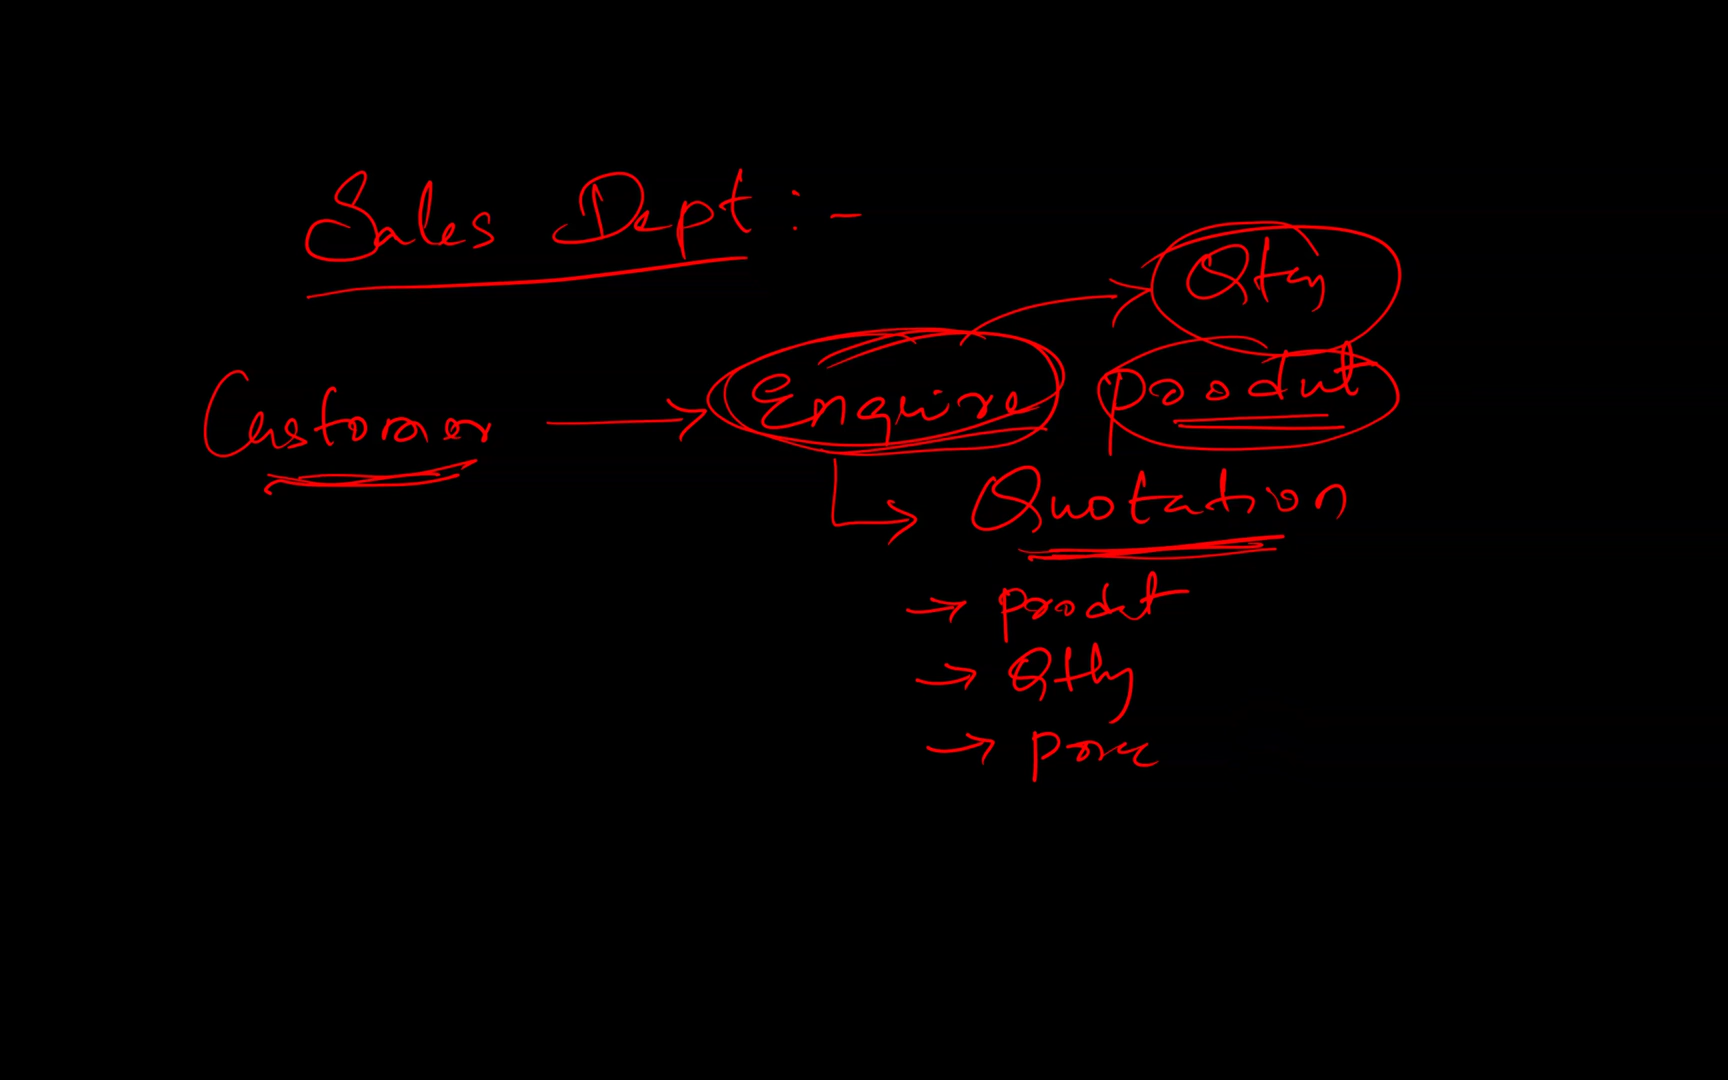 Sales Dept :-
Qty
Customer → Enquire
Product
→ Quotation
→ Product
→ Qty
→ Price